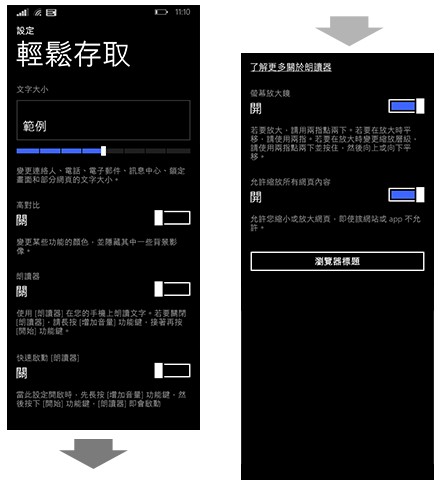 11:10
設定
輕鬆存取
文字大小
範例
變更連絡人、電話、電子郵件、訊息中心、鎖定
畫面和部分網頁的文字大小。
高對比
關
變更某些功能的顏色，並隱藏其中一些背景影
像。
朗讀器
關
使用 [朗讀器] 在您的手機上朗讀文字。若要關閉
[朗讀器]，請長按 [增加音量] 功能鍵，接著再按
[開始] 功能鍵。
快速啟動 [朗讀器]
關
當此設定開啟時，先長按 [增加音量] 功能鍵，然
後按下 [開始] 功能鍵，[朗讀器] 即會啟動
了解更多關於朗讀器
螢幕放大鏡
開
若要放大，請用兩指點兩下。若要在放大時平
移，請使用兩指。若要在放大時變更縮放層級，
請使用兩指點兩下並按住，然後向上或向下平
移。
允許縮放所有網頁內容
開
允許您縮小或放大網頁，即使該網站或 app 不允
許。
瀏覽器標題